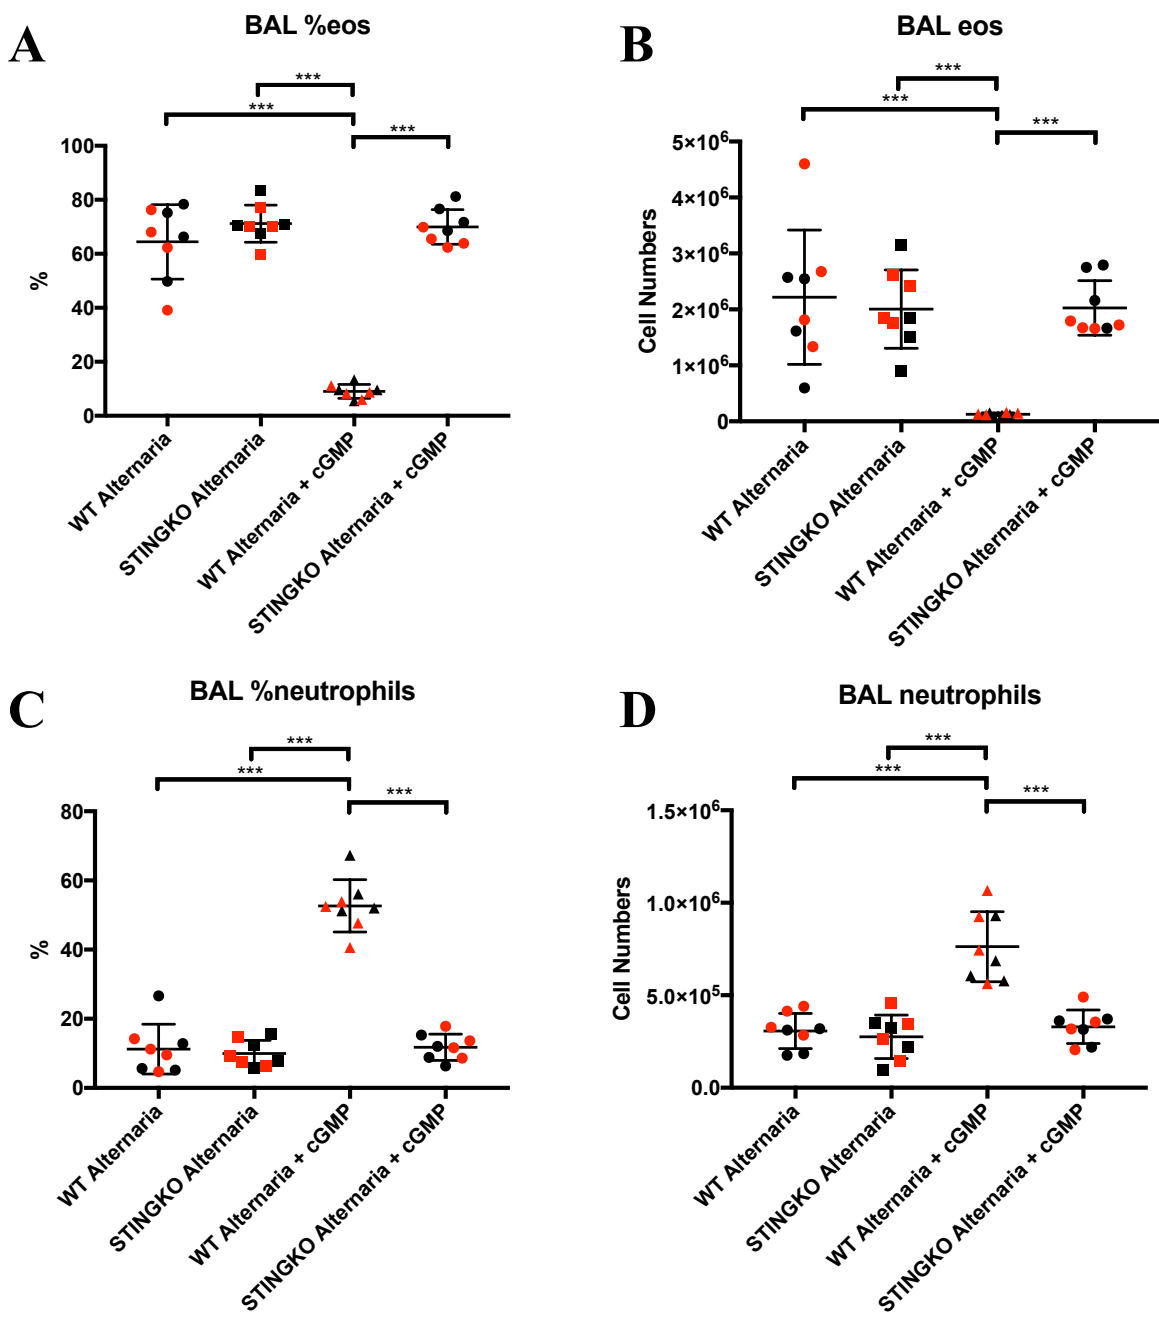 A
BAL %eos
***
***
***
100
80
60
40
20
0
%
WT Alternaria
STINGKO Alternaria
WT Alternaria + cGMP
STINGKO Alternaria + cGMP
B
BAL eos
***
***
***
5×10⁶
4×10⁶
3×10⁶
2×10⁶
1×10⁶
0
Cell Numbers
WT Alternaria
STINGKO Alternaria
WT Alternaria + cGMP
STINGKO Alternaria + cGMP
C
BAL %neutrophils
***
***
***
80
60
40
20
0
%
WT Alternaria
STINGKO Alternaria
WT Alternaria + cGMP
STINGKO Alternaria + cGMP
D
BAL neutrophils
***
***
***
1.5×10⁶
1.0×10⁶
5.0×10⁵
0.0
Cell Numbers
WT Alternaria
STINGKO Alternaria
WT Alternaria + cGMP
STINGKO Alternaria + cGMP